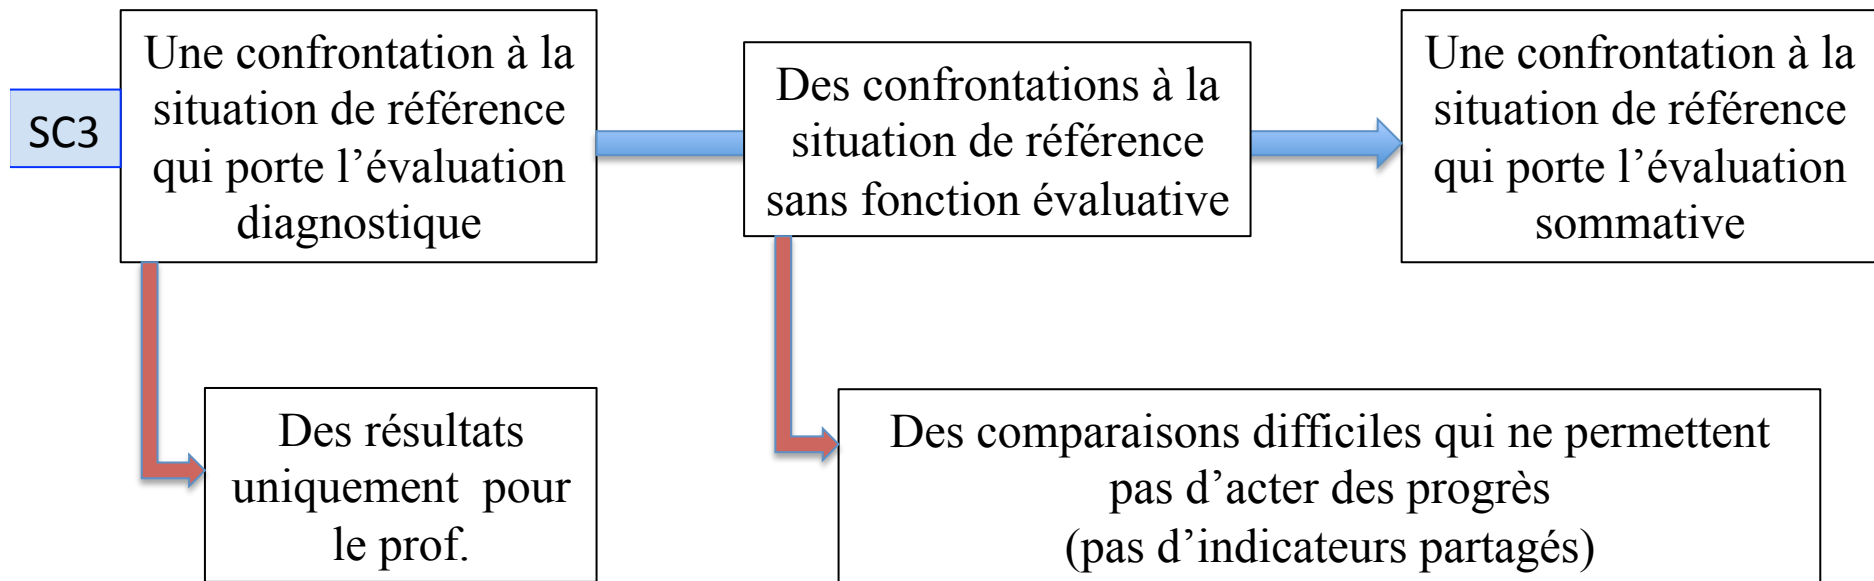 SC3
Une confrontation à la
situation de référence
qui porte l’évaluation
diagnostique
Des confrontations à la
situation de référence
sans fonction évaluative
Une confrontation à la
situation de référence
qui porte l’évaluation
sommative
Des résultats
uniquement pour
le prof.
Des comparaisons difficiles qui ne permettent
pas d’acter des progrès
(pas d’indicateurs partagés)